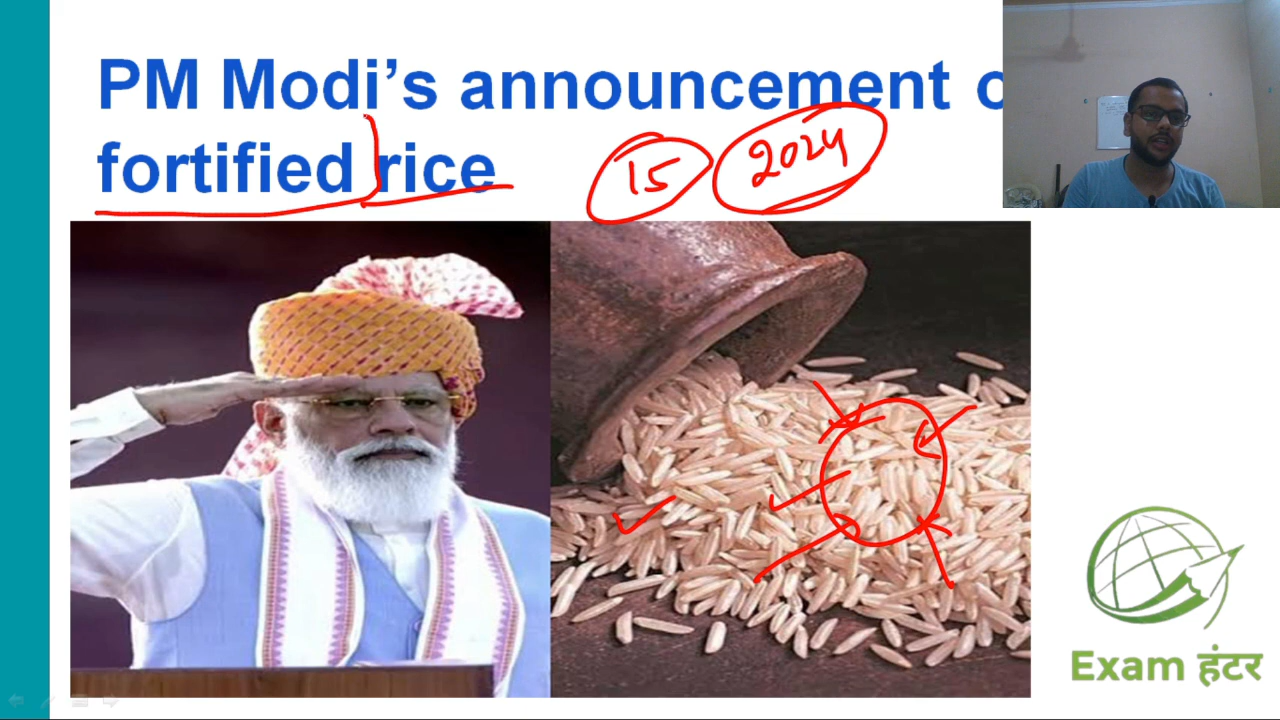 PM Modi’s announcement o
fortified rice
15
2024
Exam हंटर